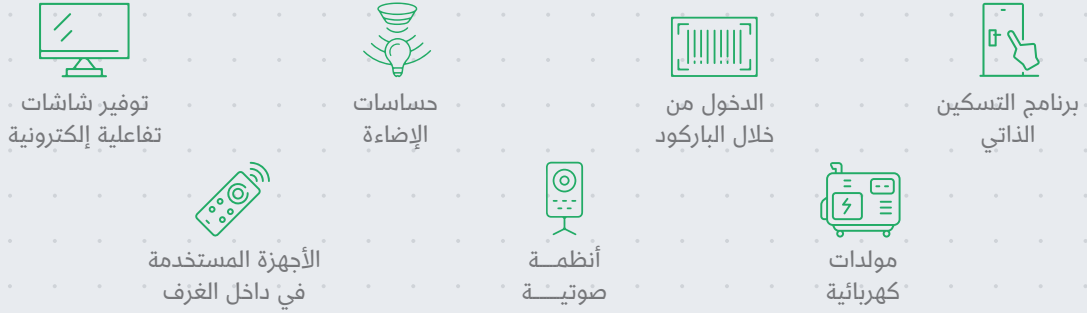 برنامج التسكين
الذاتي
الدخول من
خلال الباركود
حساسات
الإضاءة
توفير شاشات
تفاعلية إلكترونية
مولدات
كهربائية
أنظمـــة
صوتيـــــة
الأجهزة المستخدمة
في داخل الغرف